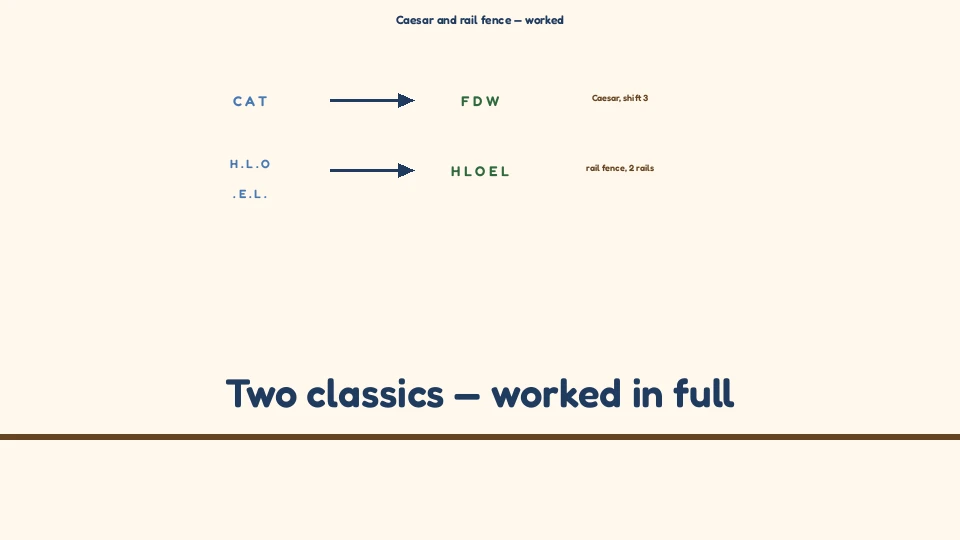 Caesar and rail fence — worked
CAT FDW Caesar, shift 3
H.L.O HLOEL rail fence, 2 rails
.E.L.
Two classics — worked in full